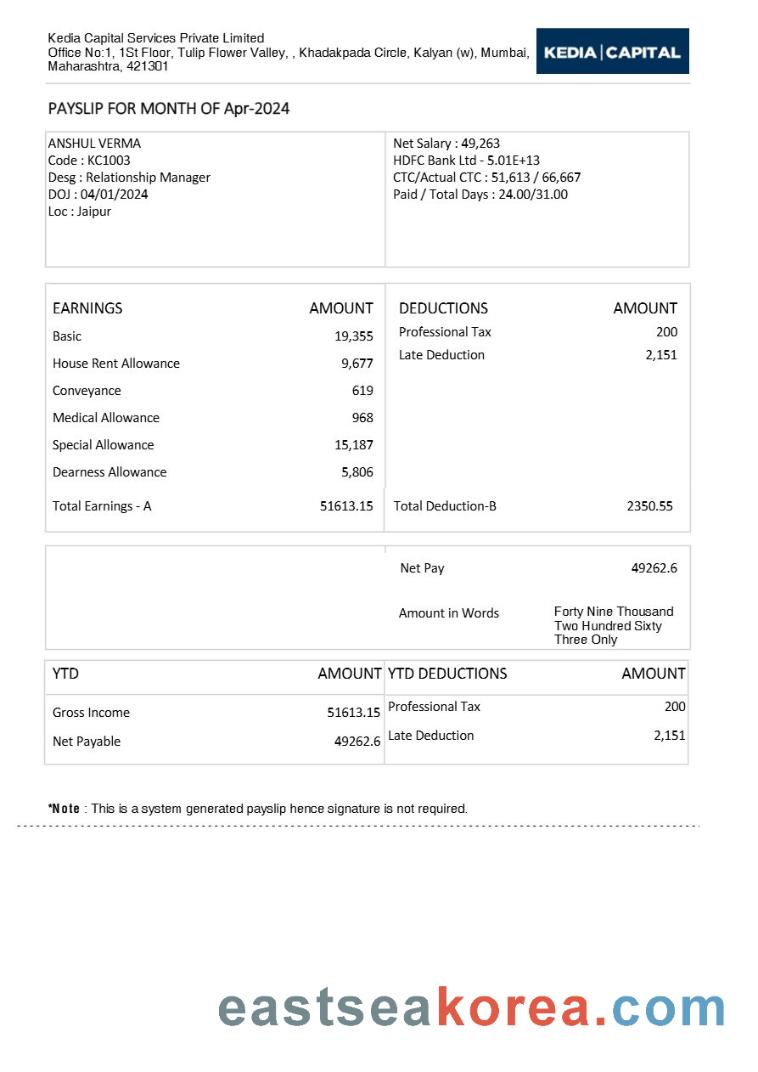 Kedia Capital Services Private Limited
Office No:1, 1St Floor, Tulip Flower Valley, , Khadakpada Circle, Kalyan (w), Mumbai,
Maharashtra, 421301
KEDIA|CAPITAL
PAYSLIP FOR MONTH OF Apr-2024
ANSHUL VERMA
Code : KC1003
Desg : Relationship Manager
DOJ : 04/01/2024
Loc : Jaipur
Net Salary : 49,263
HDFC Bank Ltd - 5.01E+13
CTC/Actual CTC : 51,613 / 66,667
Paid / Total Days : 24.00/31.00
EARNINGS AMOUNT
Basic 19,355
House Rent Allowance 9,677
Conveyance 619
Medical Allowance 968
Special Allowance 15,187
Dearness Allowance 5,806
Total Earnings - A 51613.15
DEDUCTIONS AMOUNT
Professional Tax 200
Late Deduction 2,151
Total Deduction-B 2350.55
Net Pay 49262.6
Amount in Words Forty Nine Thousand
Two Hundred Sixty
Three Only
YTD AMOUNT
Gross Income 51613.15
Net Payable 49262.6
YTD DEDUCTIONS AMOUNT
Professional Tax 200
Late Deduction 2,151
*Note : This is a system generated payslip hence signature is not required.
eastseakorea.com